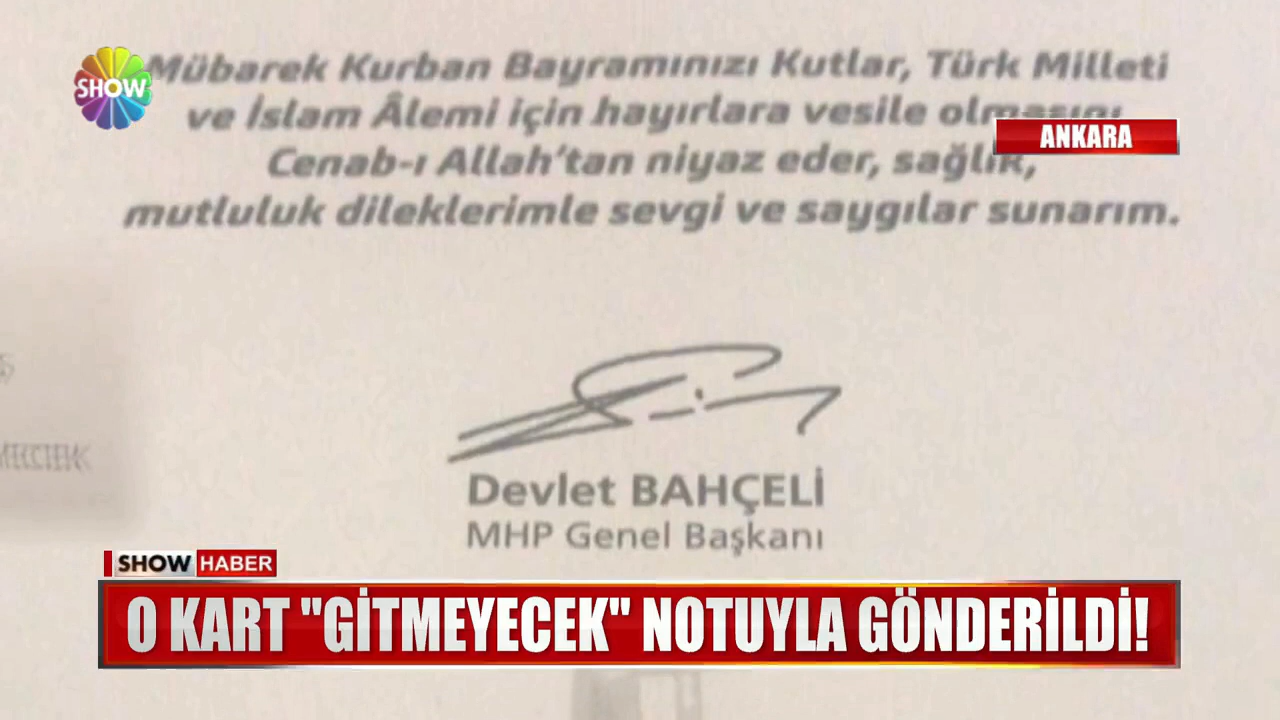 SHOW
Mübarek Kurban Bayramınızı Kutlar, Türk Milleti
ve İslam Âlemi için hayırlara vesile olmasını
ANKARA
Cenab-ı Allah'tan niyaz eder, sağlık,
mutluluk dileklerimle sevgi ve saygılar sunarım.
Devlet BAHÇELİ
MHP Genel Başkanı
SHOW HABER
O KART "GİTMEYECEK" NOTUYLA GÖNDERİLDİ!